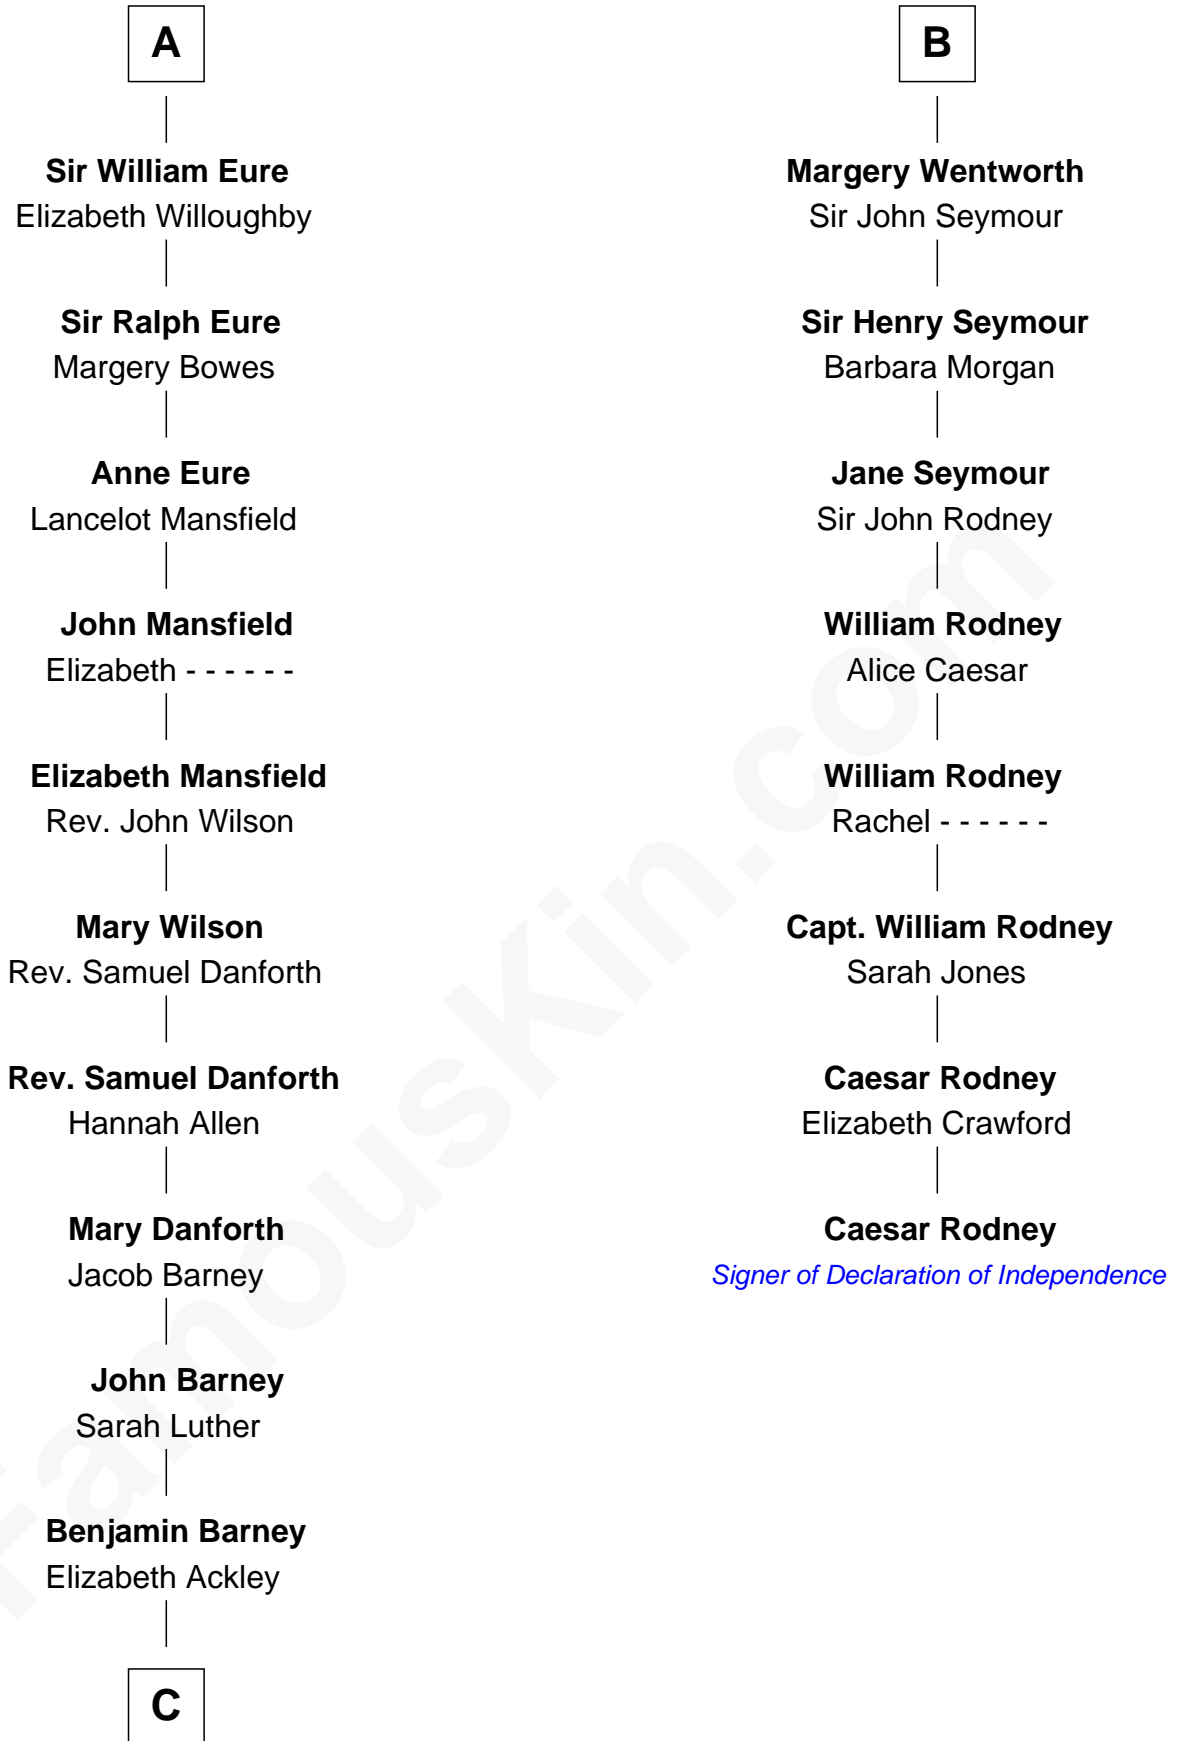 A
Sir William Eure
Elizabeth Willoughby
Sir Ralph Eure
Margery Bowes
Anne Eure
Lancelot Mansfield
John Mansfield
Elizabeth - - - - - -
Elizabeth Mansfield
Rev. John Wilson
Mary Wilson
Rev. Samuel Danforth
Rev. Samuel Danforth
Hannah Allen
Mary Danforth
Jacob Barney
John Barney
Sarah Luther
Benjamin Barney
Elizabeth Ackley
C
B
Margery Wentworth
Sir John Seymour
Sir Henry Seymour
Barbara Morgan
Jane Seymour
Sir John Rodney
William Rodney
Alice Caesar
William Rodney
Rachel - - - - - -
Capt. William Rodney
Sarah Jones
Caesar Rodney
Elizabeth Crawford
Caesar Rodney
Signer of Declaration of Independence
FamousKin.com